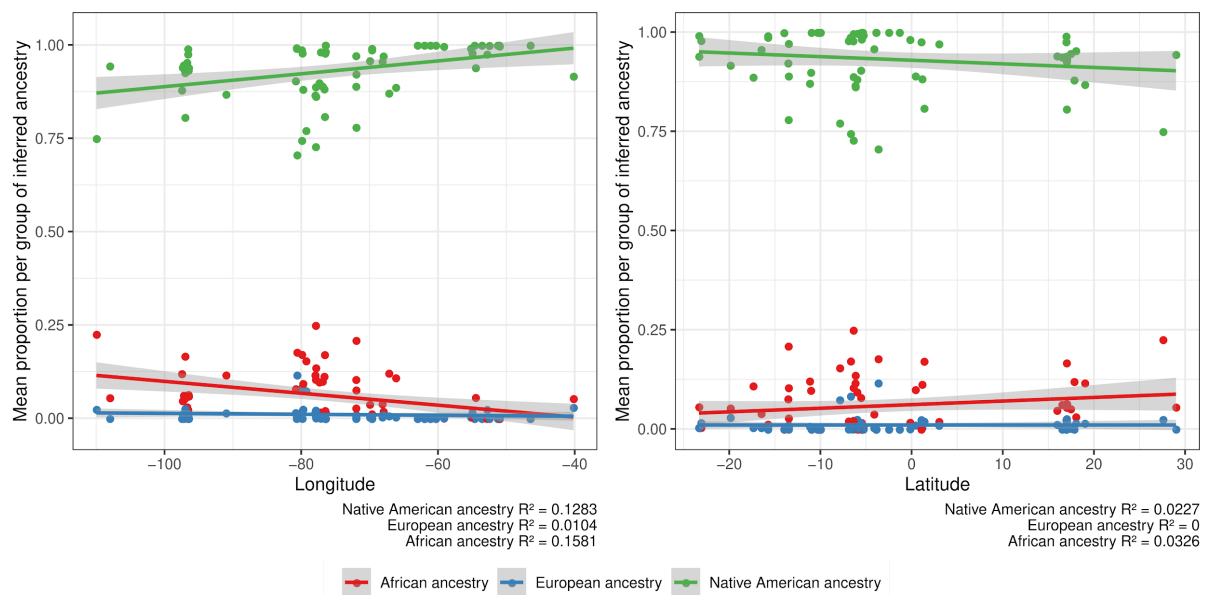 Mean proportion per group of inferred ancestry
1.00
0.75
0.50
0.25
0.00
−100
−80
−60
−40
Longitude
Native American ancestry R² = 0.1283
European ancestry R² = 0.0104
African ancestry R² = 0.1581
Mean proportion per group of inferred ancestry
1.00
0.75
0.50
0.25
0.00
−20
−10
0
10
20
30
Latitude
Native American ancestry R² = 0.0227
European ancestry R² = 0
African ancestry R² = 0.0326
African ancestry
European ancestry
Native American ancestry